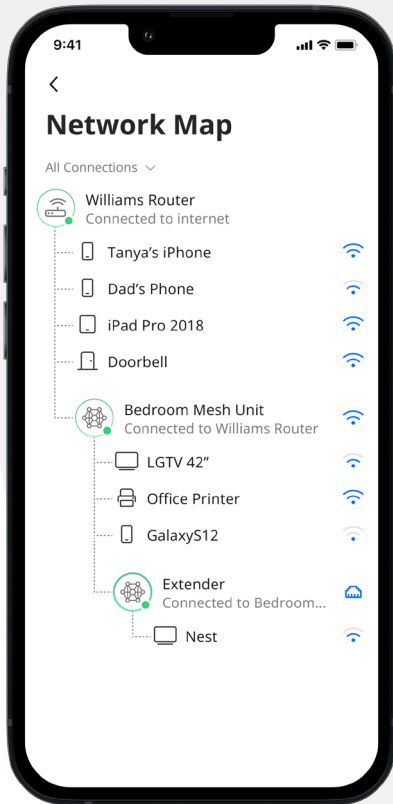 9:41
Network Map
All Connections
Williams Router
Connected to internet
Tanya’s iPhone
Dad’s Phone
iPad Pro 2018
Doorbell
Bedroom Mesh Unit
Connected to Williams Router
LGTV 42”
Office Printer
GalaxyS12
Extender
Connected to Bedroom...
Nest